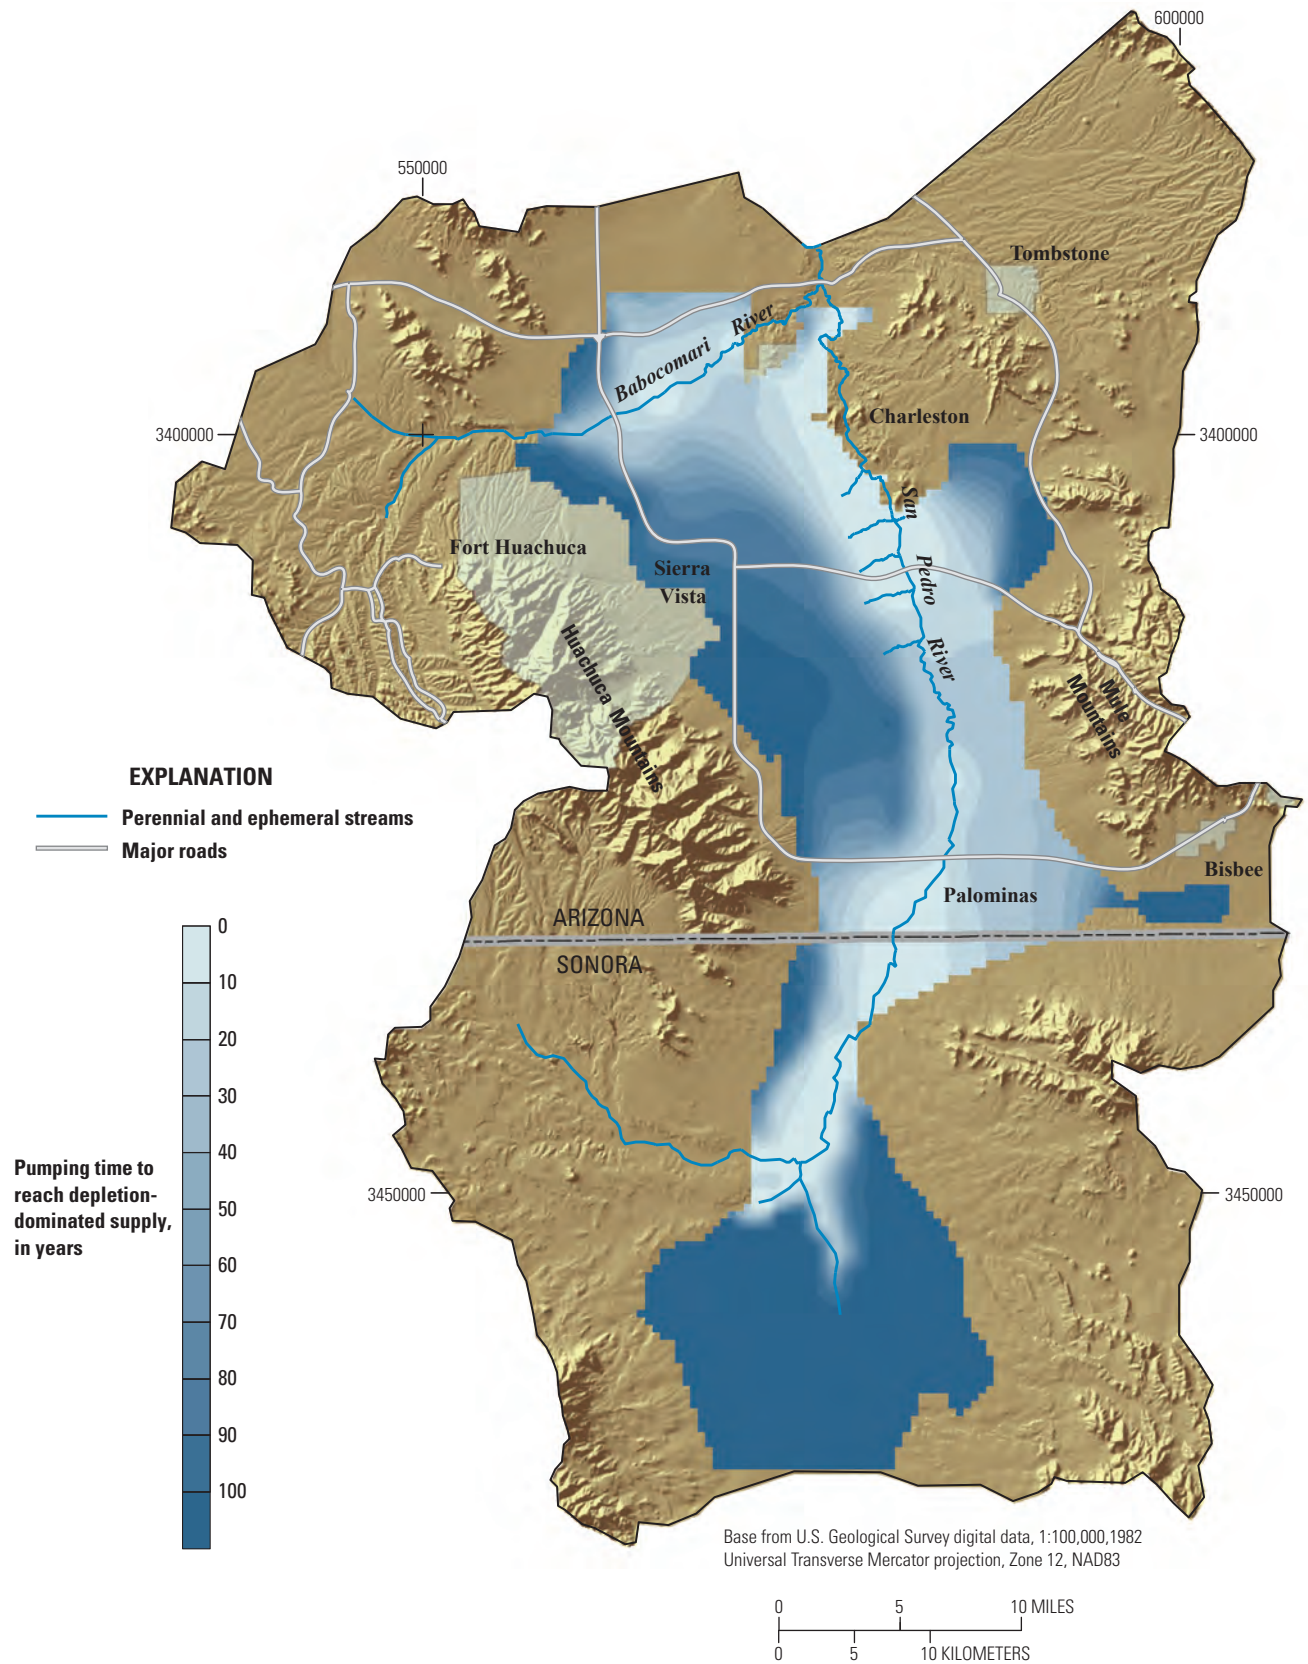 600000
550000
Tombstone
Babocomari River
Charleston
3400000
3400000
San Pedro River
Fort Huachuca
Sierra
Vista
Huachuca Mountains
Mule
Mountains
EXPLANATION
Perennial and ephemeral streams
Major roads
Bisbee
Palominas
ARIZONA
SONORA
0
10
20
30
40
50
60
70
80
90
100
Pumping time to
reach depletion-
dominated supply,
in years
3450000
3450000
Base from U.S. Geological Survey digital data, 1:100,000,1982
Universal Transverse Mercator projection, Zone 12, NAD83
0 5 10 MILES
0 5 10 KILOMETERS